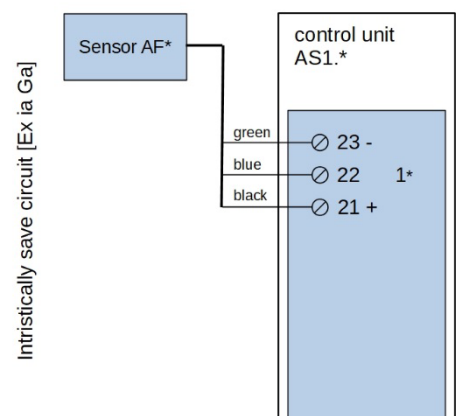 Intristically save circuit [Ex ia Ga]
Sensor AF*
control unit
AS1.*
green
23 -
blue
22 1*
black
21 +